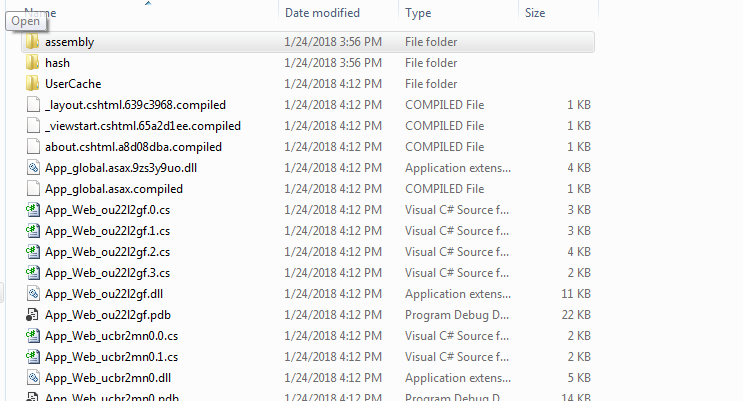 Name Date modified Type Size
Open
assembly 1/24/2018 3:56 PM File folder
hash 1/24/2018 3:56 PM File folder
UserCache 1/24/2018 4:12 PM File folder
_layout.cshtml.639c3968.compiled 1/24/2018 4:12 PM COMPILED File 1 KB
_viewstart.cshtml.65a2d1ee.compiled 1/24/2018 4:12 PM COMPILED File 1 KB
about.cshtml.a8d08dba.compiled 1/24/2018 4:12 PM COMPILED File 1 KB
App_global.asax.9zs3y9uo.dll 1/24/2018 4:12 PM Application extens... 4 KB
App_global.asax.compiled 1/24/2018 4:12 PM COMPILED File 1 KB
App_Web_ou22l2gf.0.cs 1/24/2018 4:12 PM Visual C# Source f... 3 KB
App_Web_ou22l2gf.1.cs 1/24/2018 4:12 PM Visual C# Source f... 3 KB
App_Web_ou22l2gf.2.cs 1/24/2018 4:12 PM Visual C# Source f... 4 KB
App_Web_ou22l2gf.3.cs 1/24/2018 4:12 PM Visual C# Source f... 2 KB
App_Web_ou22l2gf.dll 1/24/2018 4:12 PM Application extens... 11 KB
App_Web_ou22l2gf.pdb 1/24/2018 4:12 PM Program Debug D... 22 KB
App_Web_ucbr2mn0.0.cs 1/24/2018 4:12 PM Visual C# Source f... 2 KB
App_Web_ucbr2mn0.1.cs 1/24/2018 4:12 PM Visual C# Source f... 2 KB
App_Web_ucbr2mn0.dll 1/24/2018 4:12 PM Application extens... 5 KB
App_Web_ucbr2mn0.pdb 1/24/2018 4:12 PM Program Debug D... 14 KB